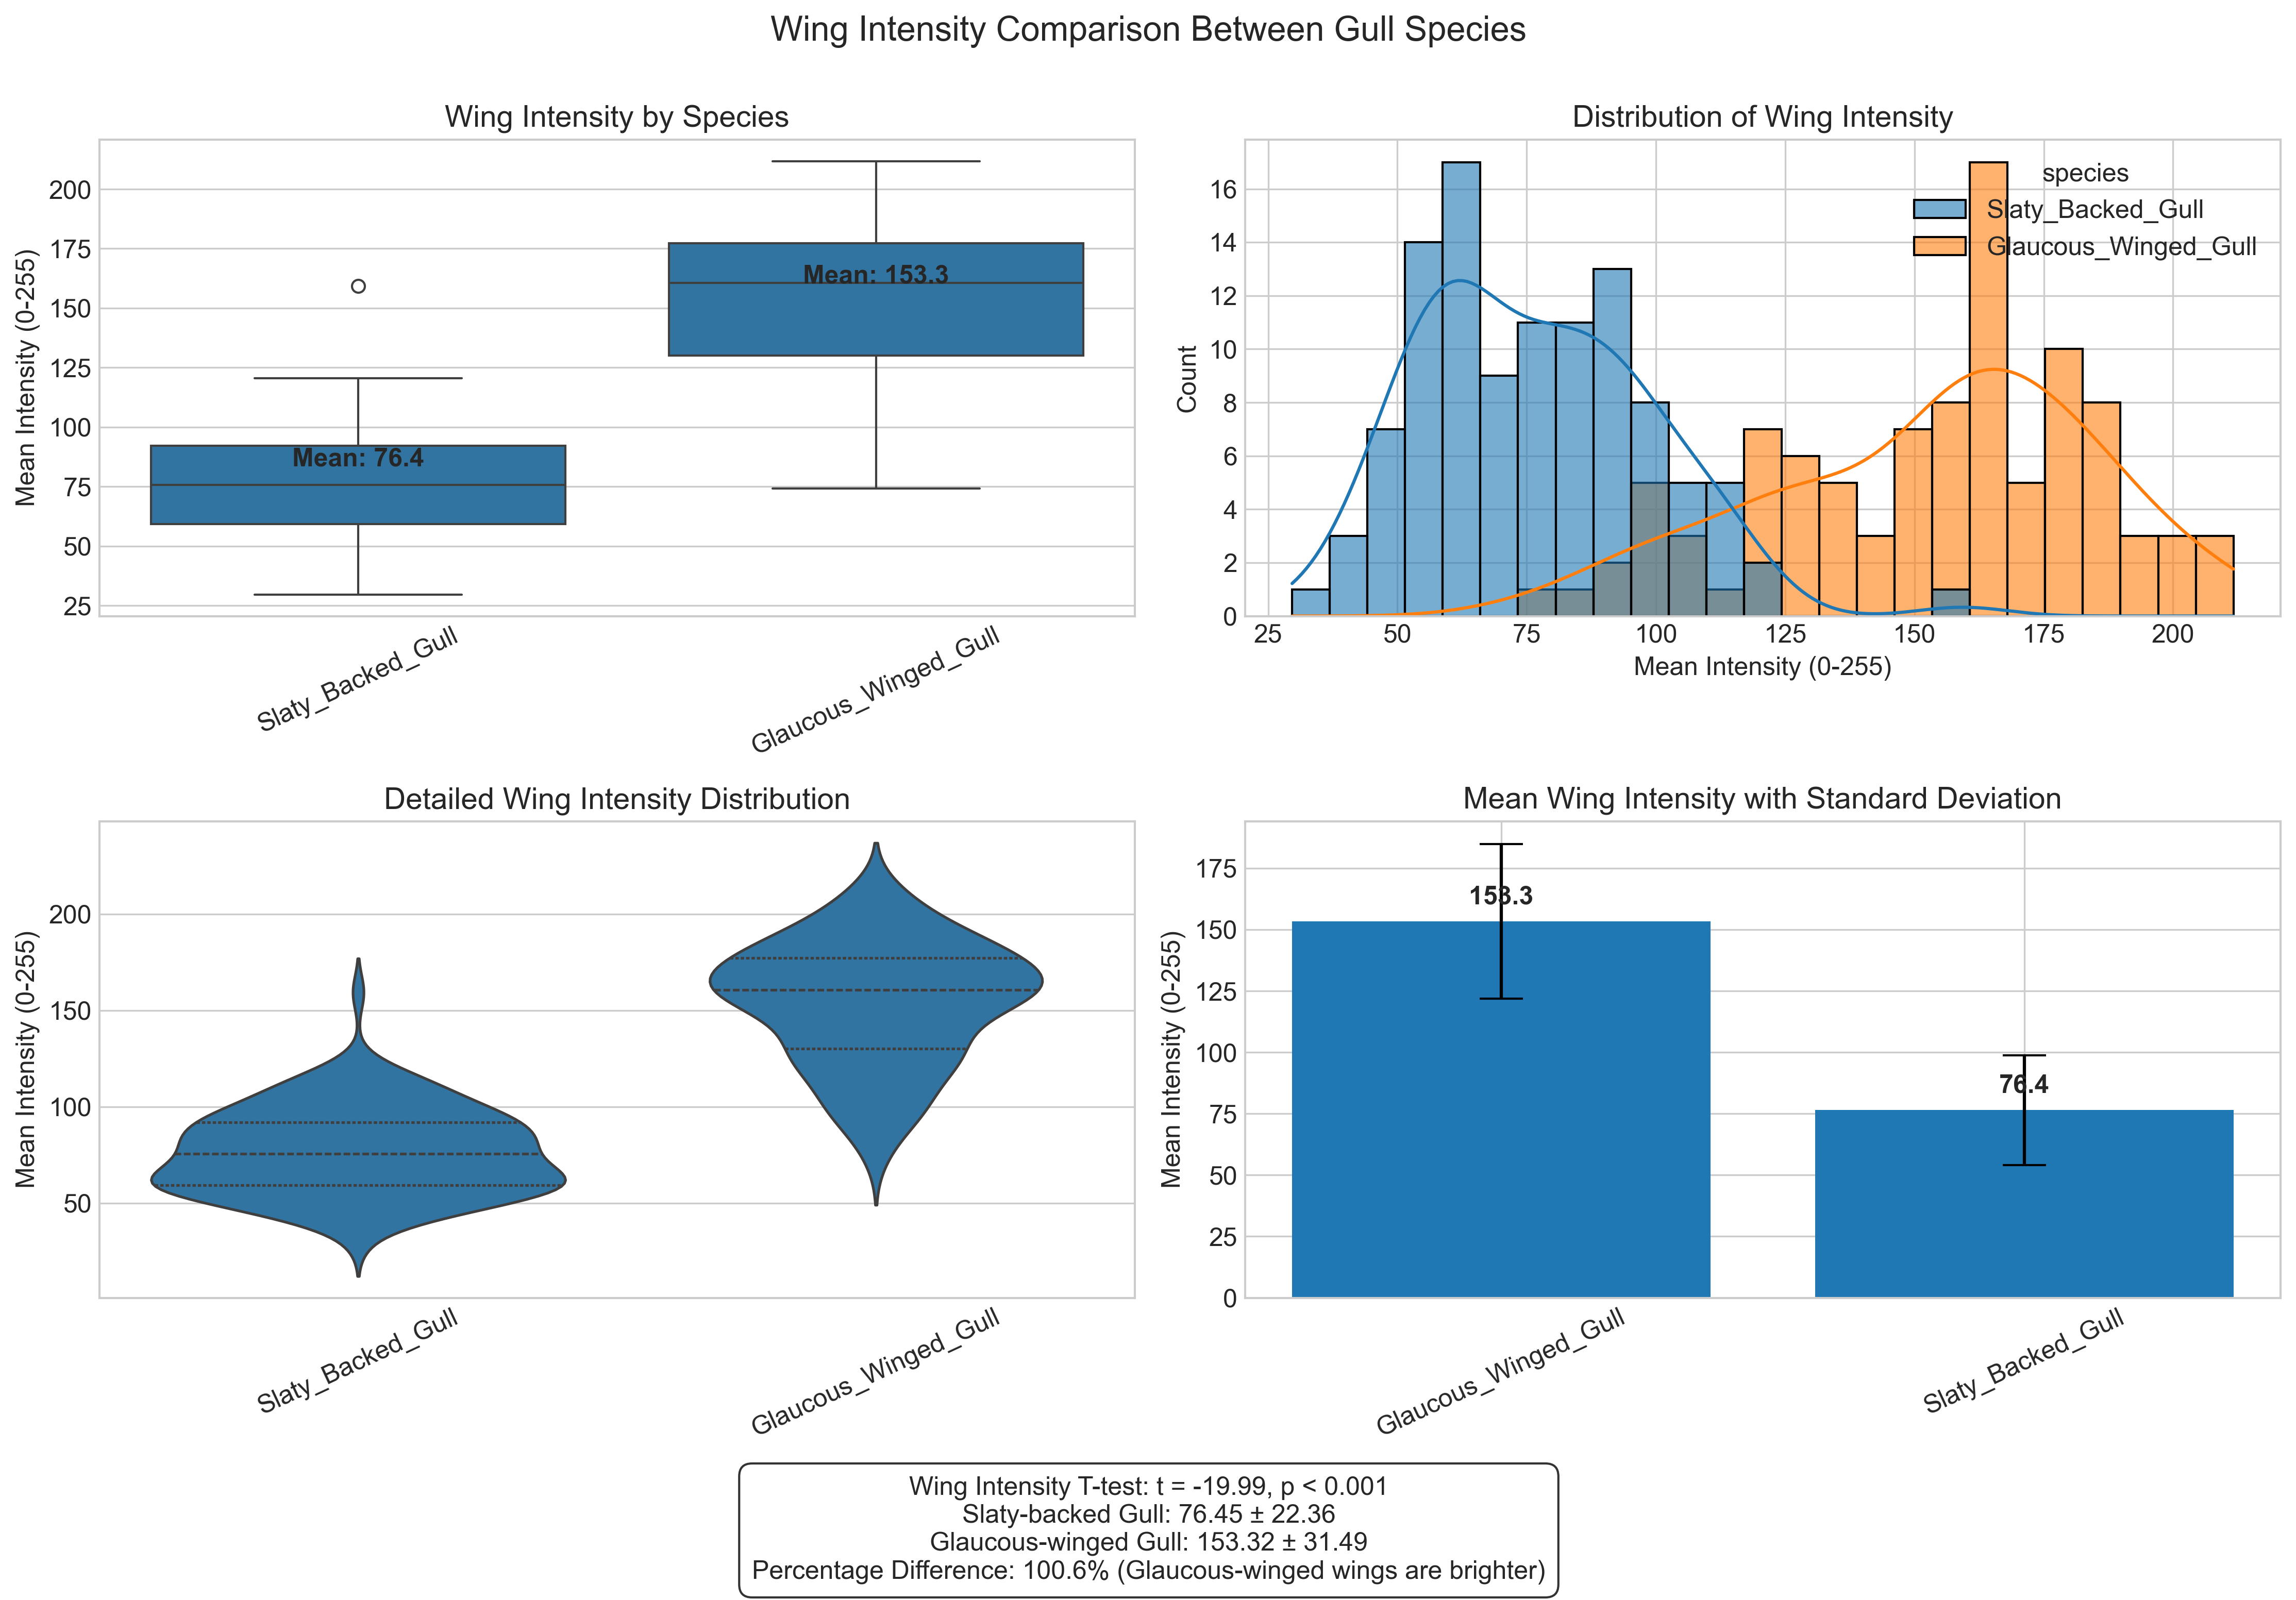 Wing Intensity Comparison Between Gull Species
Wing Intensity by Species
Mean Intensity (0-255)
200
175
150
125
100
75
50
25
Mean: 76.4
Mean: 153.3
Slaty_Backed_Gull
Glaucous_Winged_Gull
Distribution of Wing Intensity
Count
16
14
12
10
8
6
4
2
0
species
Slaty_Backed_Gull
Glaucous_Winged_Gull
25
50
75
100
125
150
175
200
Mean Intensity (0-255)
Detailed Wing Intensity Distribution
Mean Intensity (0-255)
200
150
100
50
Slaty_Backed_Gull
Glaucous_Winged_Gull
Mean Wing Intensity with Standard Deviation
Mean Intensity (0-255)
175
150
125
100
75
50
25
0
153.3
76.4
Glaucous_Winged_Gull
Slaty_Backed_Gull
Wing Intensity T-test: t = -19.99, p < 0.001
Slaty-backed Gull: 76.45 ± 22.36
Glaucous-winged Gull: 153.32 ± 31.49
Percentage Difference: 100.6% (Glaucous-winged wings are brighter)